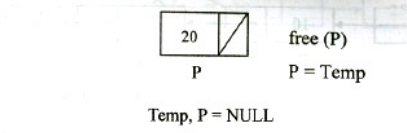 20
free (P)
P
P = Temp
Temp, P = NULL